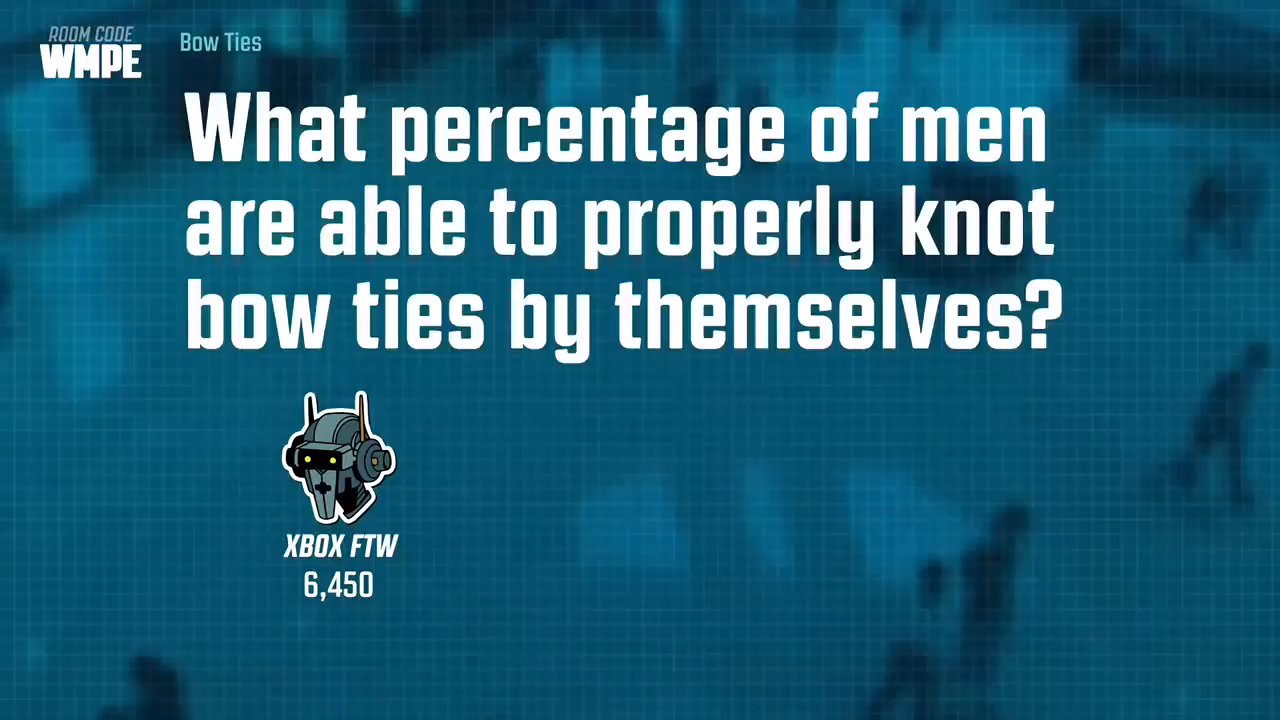 ROOM CODE
WMPE
Bow Ties
What percentage of men
are able to properly knot
bow ties by themselves?
XBOX FTW
6,450